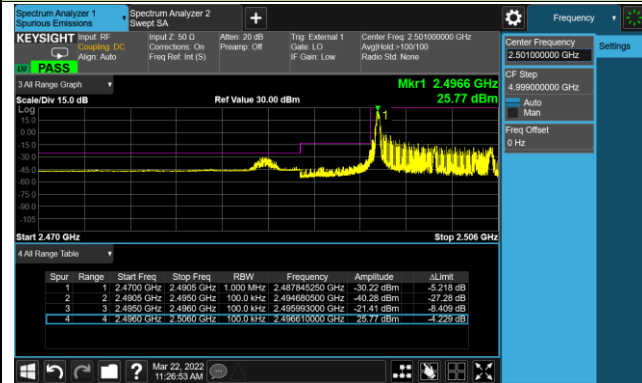 Spectrum Analyzer 1
Spurious Emissions
Spectrum Analyzer 2
Swept SA
Frequency
KEYSIGHT
Input: RF
Coupling: DC
Align: Auto
Input Z: 50 Ω
Corrections: On
Freq Ref: Int (S)
Atten: 20 dB
Preamp: Off
Trig: External 1
Gate: LO
IF Gain: Low
Center Freq: 2.501000000 GHz
Avg|Hold:>100/100
Radio Std: None
PASS
3 All Range Graph
Mkr1 2.4966 GHz
Scale/Div 15.0 dB
Ref Value 30.00 dBm
25.77 dBm
Log
15.0
0.00
-15.0
-30.0
-45.0
-60.0
-75.0
-90.0
-105
1
Start 2.470 GHz
Stop 2.506 GHz
4 All Range Table
Spur Range Start Freq Stop Freq RBW Frequency Amplitude ΔLimit
1 1 2.4700 GHz 2.4905 GHz 1.000 MHz 2.487845250 GHz -30.22 dBm -5.218 dB
2 2 2.4905 GHz 2.4950 GHz 100.0 kHz 2.494680500 GHz -40.28 dBm -27.28 dB
3 3 2.4950 GHz 2.4960 GHz 100.0 kHz 2.495993000 GHz -21.41 dBm -8.409 dB
4 4 2.4960 GHz 2.5060 GHz 100.0 kHz 2.496610000 GHz 25.77 dBm -4.229 dB
Center Frequency
2.501000000 GHz
Settings
CF Step
4.999000000 GHz
Auto
Man
Freq Offset
0 Hz
Mar 22, 2022
11:26:53 AM